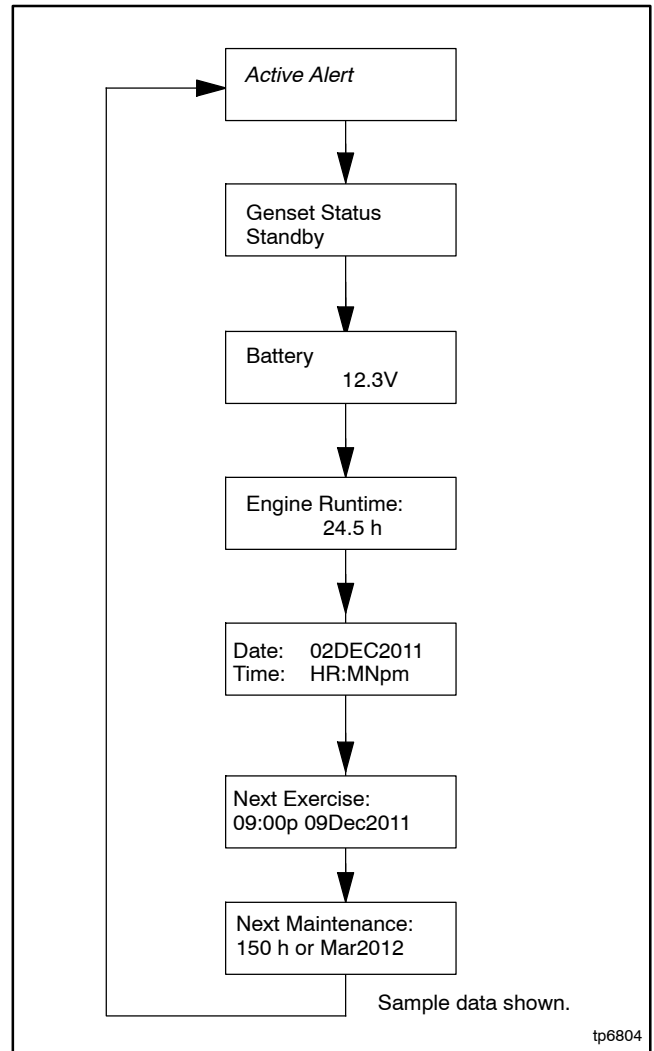 Active Alert
Genset Status
Standby
Battery
12.3V
Engine Runtime:
24.5 h
Date: 02DEC2011
Time: HR:MNpm
Next Exercise:
09:00p 09Dec2011
Next Maintenance:
150 h or Mar2012
Sample data shown.
tp6804